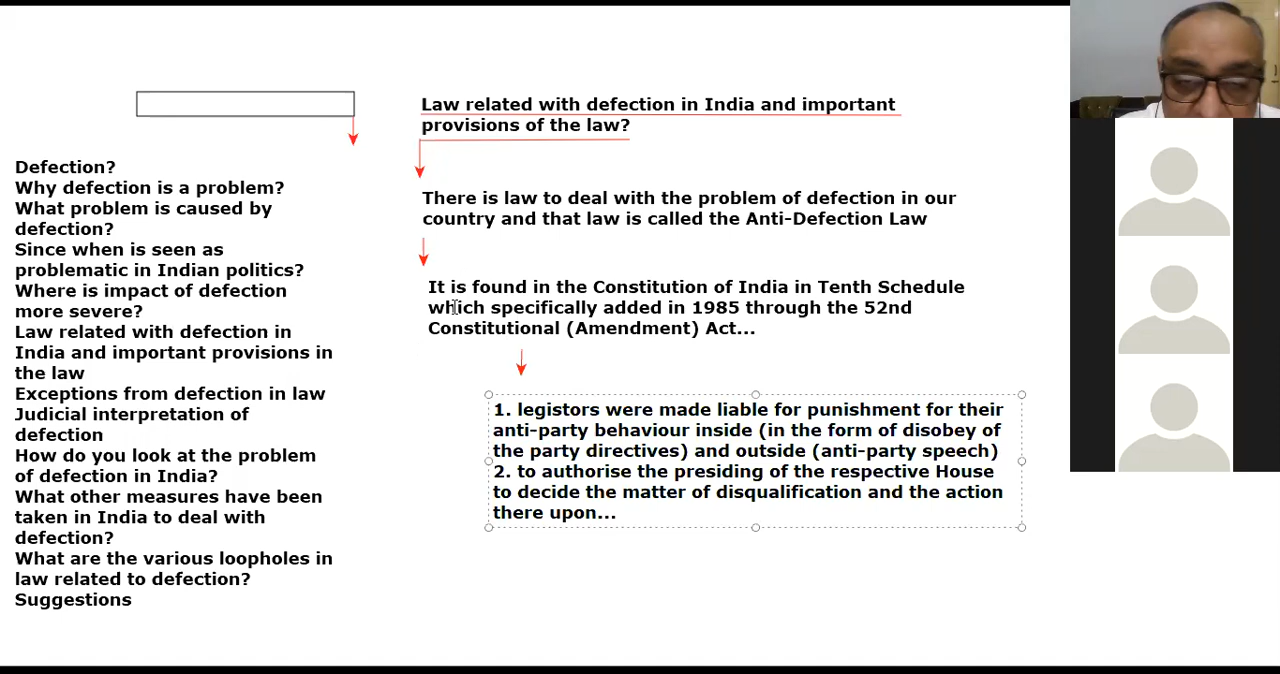 Defection?
Why defection is a problem?
What problem is caused by
defection?
Since when is seen as
problematic in Indian politics?
Where is impact of defection
more severe?
Law related with defection in
India and important provisions in
the law
Exceptions from defection in law
Judicial interpretation of
defection
How do you look at the problem
of defection in India?
What other measures have been
taken in India to deal with
defection?
What are the various loopholes in
law related to defection?
Suggestions
Law related with defection in India and important
provisions of the law?
There is law to deal with the problem of defection in our
country and that law is called the Anti-Defection Law
It is found in the Constitution of India in Tenth Schedule
which specifically added in 1985 through the 52nd
Constitutional (Amendment) Act...
1. legistors were made liable for punishment for their
anti-party behaviour inside (in the form of disobey of
the party directives) and outside (anti-party speech)
2. to authorise the presiding of the respective House
to decide the matter of disqualification and the action
there upon...